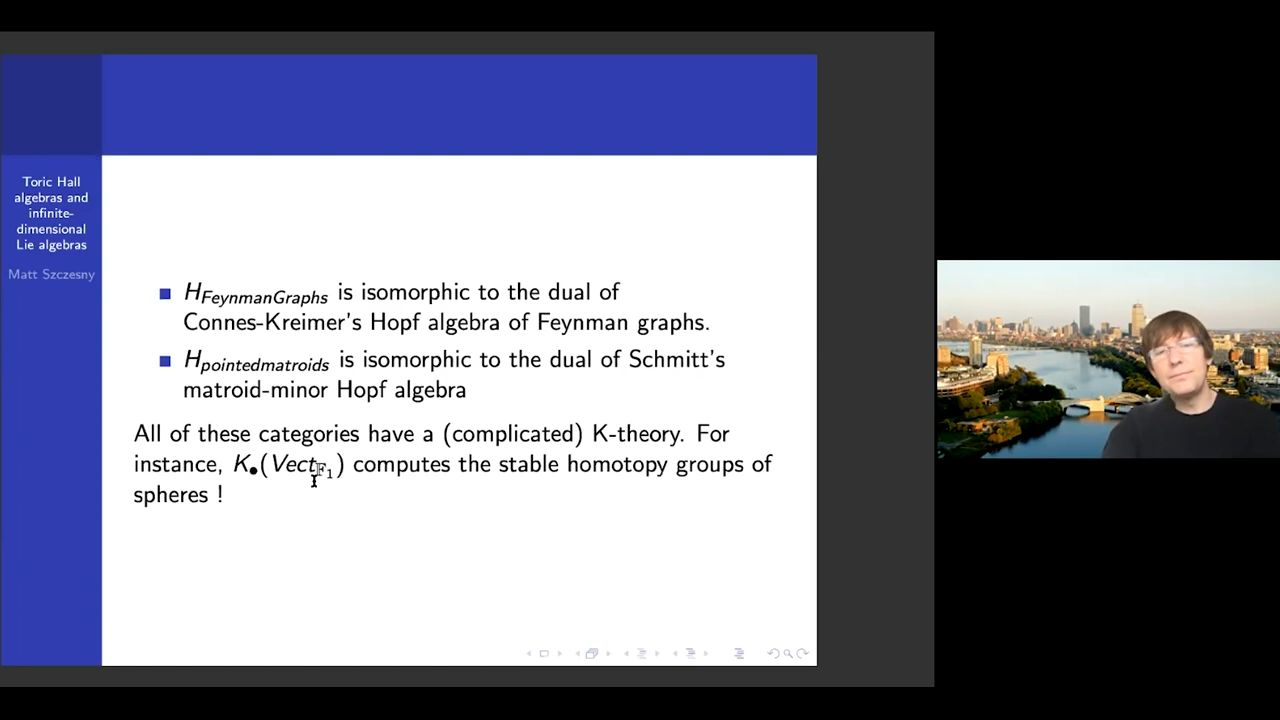 Toric Hall
algebras and
infinite-
dimensional
Lie algebras
Matt Szczesny
■ H_FeynmanGraphs is isomorphic to the dual of
Connes-Kreimer's Hopf algebra of Feynman graphs.
■ H_pointedmatroids is isomorphic to the dual of Schmitt's
matroid-minor Hopf algebra
All of these categories have a (complicated) K-theory. For
instance, K_•(Vect_𝔽₁) computes the stable homotopy groups of
spheres !